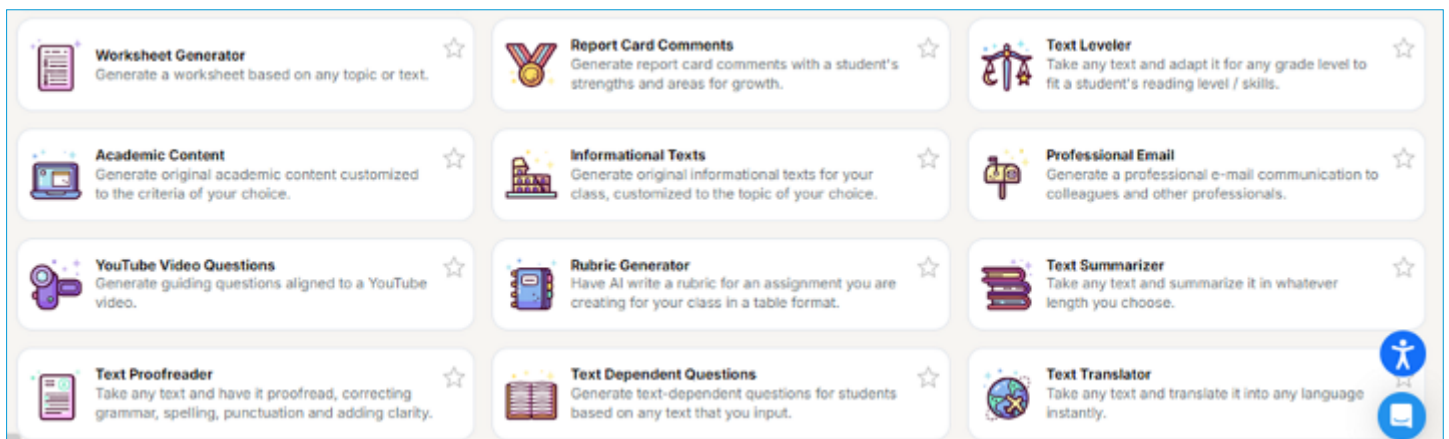 Worksheet Generator
Generate a worksheet based on any topic or text.
Report Card Comments
Generate report card comments with a student's
strengths and areas for growth.
Text Leveler
Take any text and adapt it for any grade level to
fit a student's reading level / skills.
Academic Content
Generate original academic content customized
to the criteria of your choice.
Informational Texts
Generate original informational texts for your
class, customized to the topic of your choice.
Professional Email
Generate a professional e-mail communication to
colleagues and other professionals.
YouTube Video Questions
Generate guiding questions aligned to a YouTube
video.
Rubric Generator
Have AI write a rubric for an assignment you are
creating for your class in a table format.
Text Summarizer
Take any text and summarize it in whatever
length you choose.
Text Proofreader
Take any text and have it proofread, correcting
grammar, spelling, punctuation and adding clarity.
Text Dependent Questions
Generate text-dependent questions for students
based on any text that you input.
Text Translator
Take any text and translate it into any language
instantly.